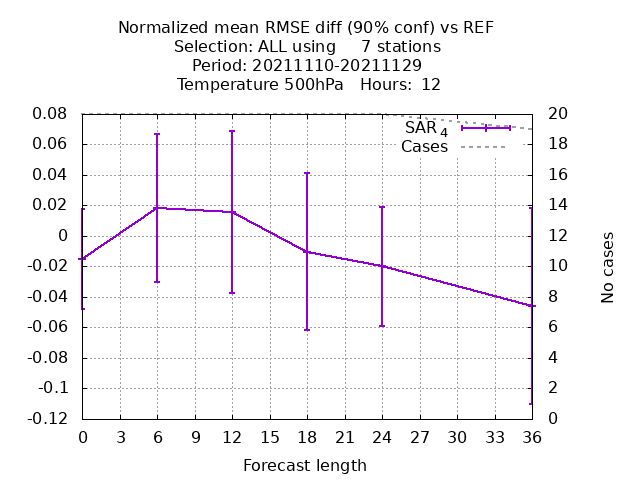 Normalized mean RMSE diff (90% conf) vs REF
Selection: ALL using 7 stations
Period: 20211110-20211129
Temperature 500hPa Hours: 12
0.08
0.06
0.04
0.02
0
-0.02
-0.04
-0.06
-0.08
-0.1
-0.12
SAR 4
Cases
20
18
16
14
12
10
8
6
4
2
0
No cases
0 3 6 9 12 15 18 21 24 27 30 33 36
Forecast length